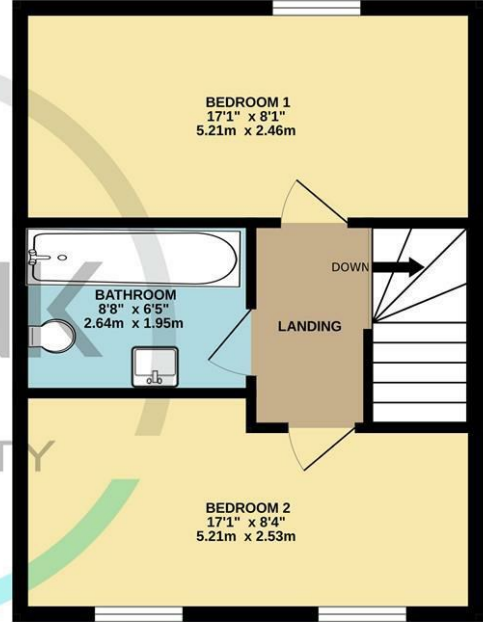 BEDROOM 1
17'1" x 8'1"
5.21m x 2.46m
DOWN
BATHROOM
8'8" x 6'5"
2.64m x 1.95m
LANDING
BEDROOM 2
17'1" x 8'4"
5.21m x 2.53m